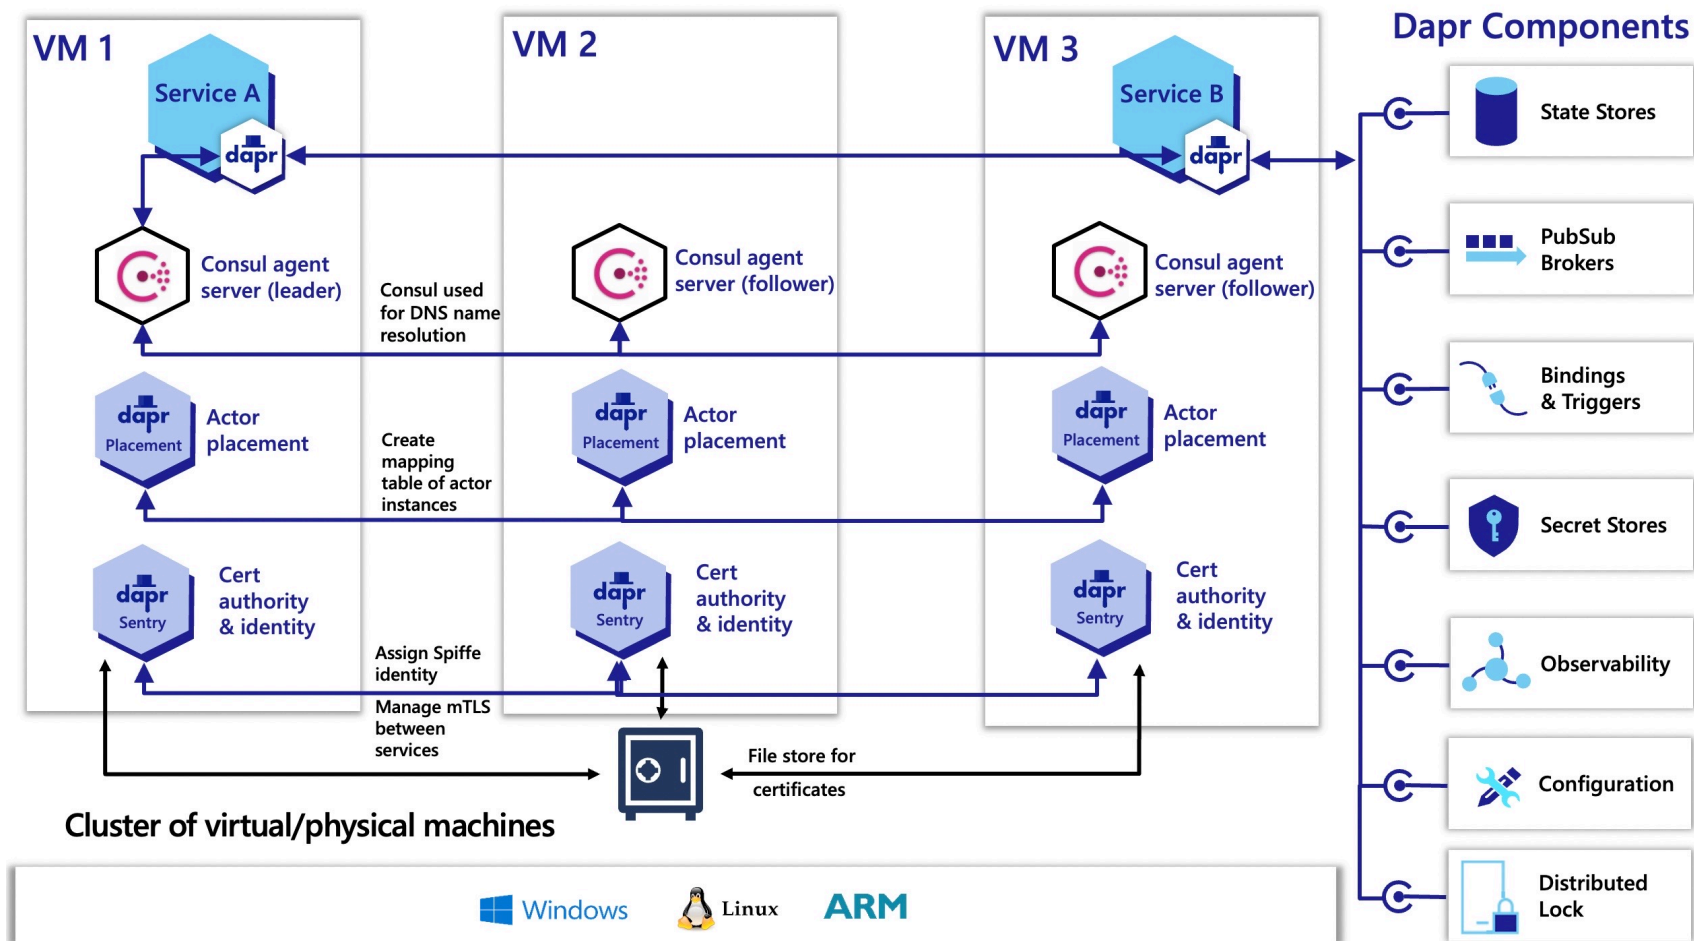 VM 1
Service A
dapr
Consul agent
server (leader)
dapr
Placement
Actor
placement
dapr
Sentry
Cert
authority
& identity
Consul used
for DNS name
resolution
Create
mapping
table of actor
instances
Assign Spiffe
identity
Manage mTLS
between
services
VM 2
Consul agent
server (follower)
dapr
Placement
Actor
placement
dapr
Sentry
Cert
authority
& identity
File store for
certificates
VM 3
Service B
dapr
Consul agent
server (follower)
dapr
Placement
Actor
placement
dapr
Sentry
Cert
authority
& identity
Cluster of virtual/physical machines
Windows
Linux
ARM
Dapr Components
State Stores
PubSub
Brokers
Bindings
& Triggers
Secret Stores
Observability
Configuration
Distributed
Lock